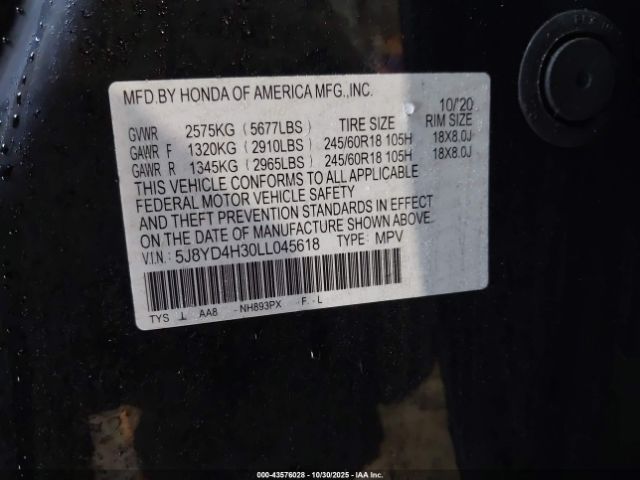 MFD.BY HONDA OF AMERICA MFG.,INC.
10/'20
GVWR 2575KG (5677LBS) TIRE SIZE RIM SIZE
GAWR F 1320KG (2910LBS) 245/60R18 105H 18X8.0J
GAWR R 1345KG (2965LBS) 245/60R18 105H 18X8.0J
THIS VEHICLE CONFORMS TO ALL APPLICABLE
FEDERAL MOTOR VEHICLE SAFETY
AND THEFT PREVENTION STANDARDS IN EFFECT
ON THE DATE OF MANUFACTURE SHOWN ABOVE.
V.I.N: 5J8YD4H30LL045618 TYPE: MPV
TYS L AA8 -NH893PX -F -L
000-43576028 - 10/30/2025 - IAA Inc.